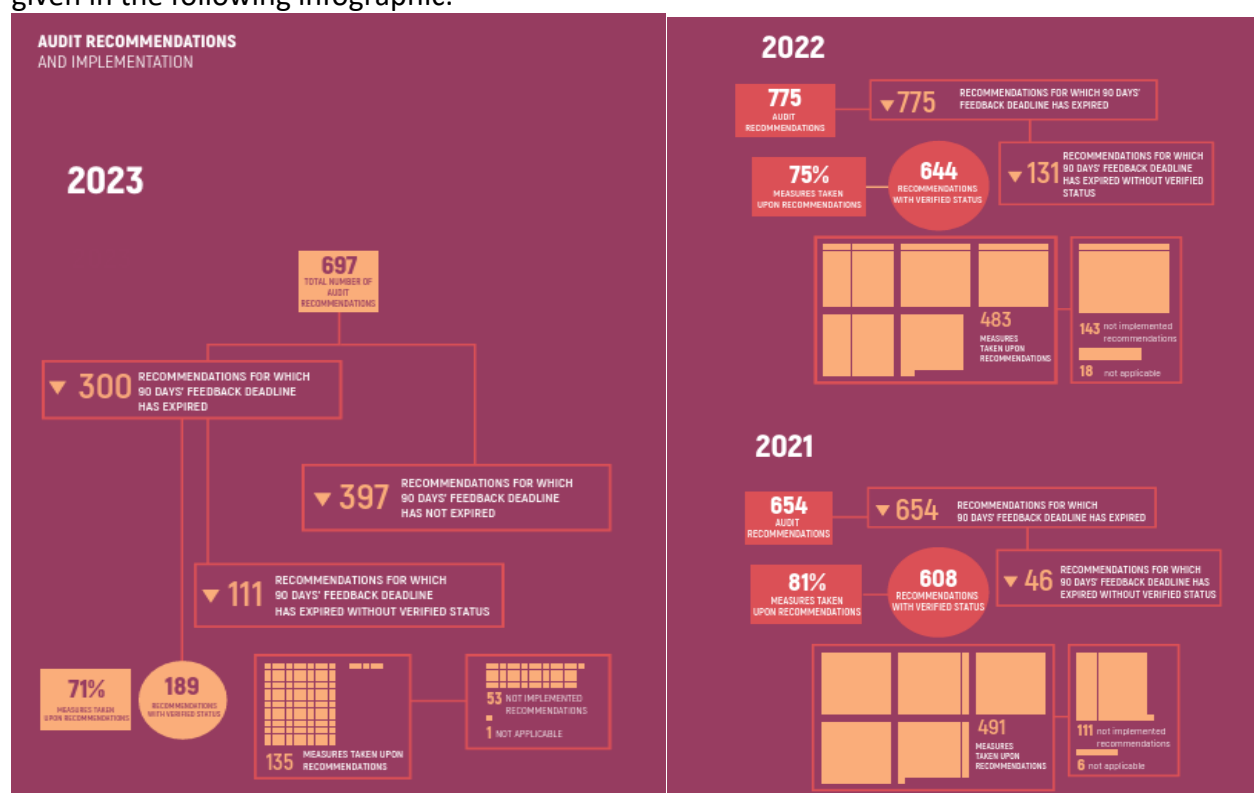 given in the following infographic.
AUDIT RECOMMENDATIONS
AND IMPLEMENTATION
2023
697
TOTAL NUMBER OF
AUDIT
RECOMMENDATIONS
▼ 300
RECOMMENDATIONS FOR WHICH
90 DAYS' FEEDBACK DEADLINE
HAS EXPIRED
▼ 397
RECOMMENDATIONS FOR WHICH
90 DAYS' FEEDBACK DEADLINE
HAS NOT EXPIRED
▼ 111
RECOMMENDATIONS FOR WHICH
90 DAYS' FEEDBACK DEADLINE
HAS EXPIRED WITHOUT VERIFIED STATUS
71%
MEASURES TAKEN
UPON RECOMMENDATIONS
189
RECOMMENDATIONS
WITH VERIFIED STATUS
135
MEASURES TAKEN UPON
RECOMMENDATIONS
53 NOT IMPLEMENTED
RECOMMENDATIONS
1 NOT APPLICABLE
2022
775
AUDIT
RECOMMENDATIONS
▼775
RECOMMENDATIONS FOR WHICH 90 DAYS'
FEEDBACK DEADLINE HAS EXPIRED
75%
MEASURES TAKEN
UPON RECOMMENDATIONS
644
RECOMMENDATIONS
WITH VERIFIED STATUS
▼ 131
RECOMMENDATIONS FOR WHICH
90 DAYS' FEEDBACK DEADLINE
HAS EXPIRED WITHOUT VERIFIED
STATUS
483
MEASURES
TAKEN UPON
RECOMMENDATIONS
143 not implemented
recommendations
18 not applicable
2021
654
AUDIT
RECOMMENDATIONS
▼ 654
RECOMMENDATIONS FOR WHICH
90 DAYS' FEEDBACK DEADLINE HAS EXPIRED
81%
MEASURES TAKEN
UPON RECOMMENDATIONS
608
RECOMMENDATIONS
WITH VERIFIED STATUS
▼ 46
RECOMMENDATIONS FOR WHICH
90 DAYS' FEEDBACK DEADLINE HAS
EXPIRED WITHOUT VERIFIED STATUS
491
MEASURES
TAKEN UPON
RECOMMENDATIONS
111 not implemented
recommendations
6 not applicable